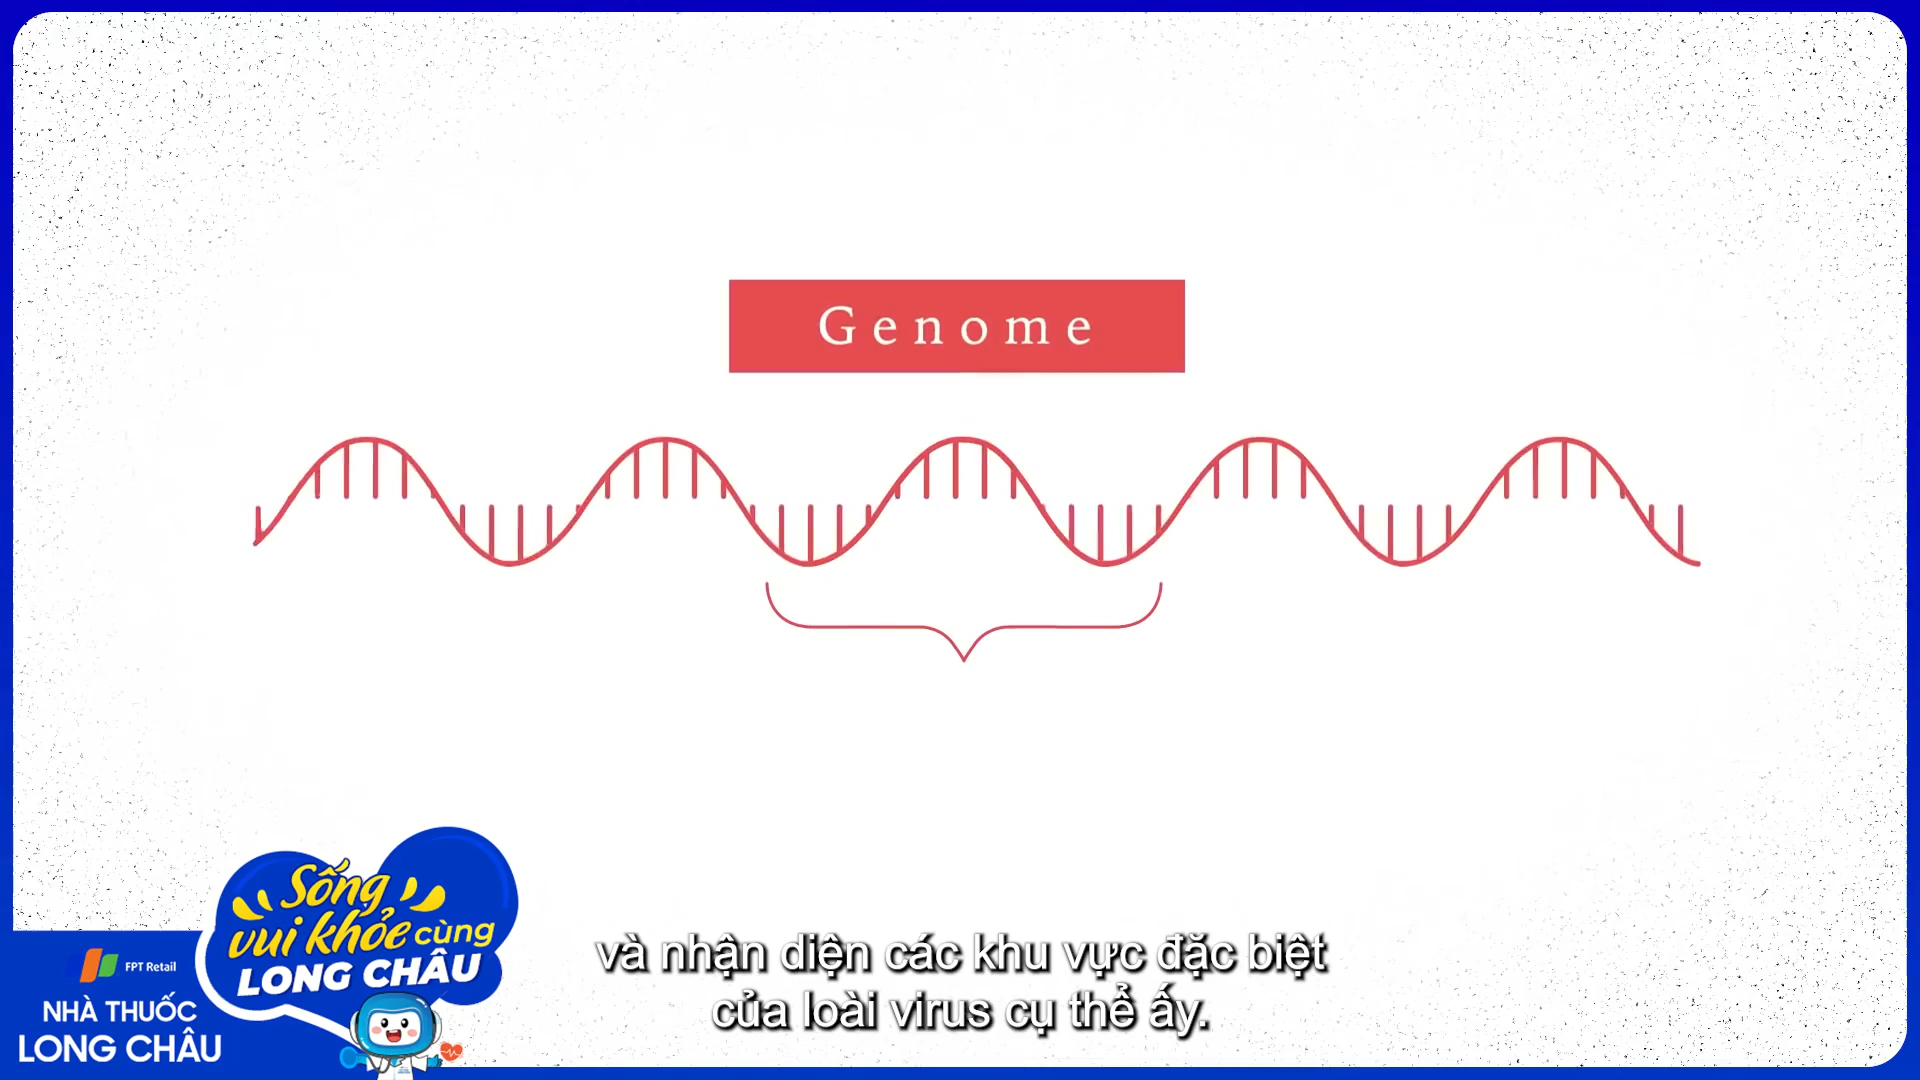 Genome
Sống
vui khỏe cùng
LONG CHÂU
FPT Retail
NHÀ THUỐC
LONG CHÂU
và nhận diện các khu vực đặc biệt
của loài virus cụ thể ấy.